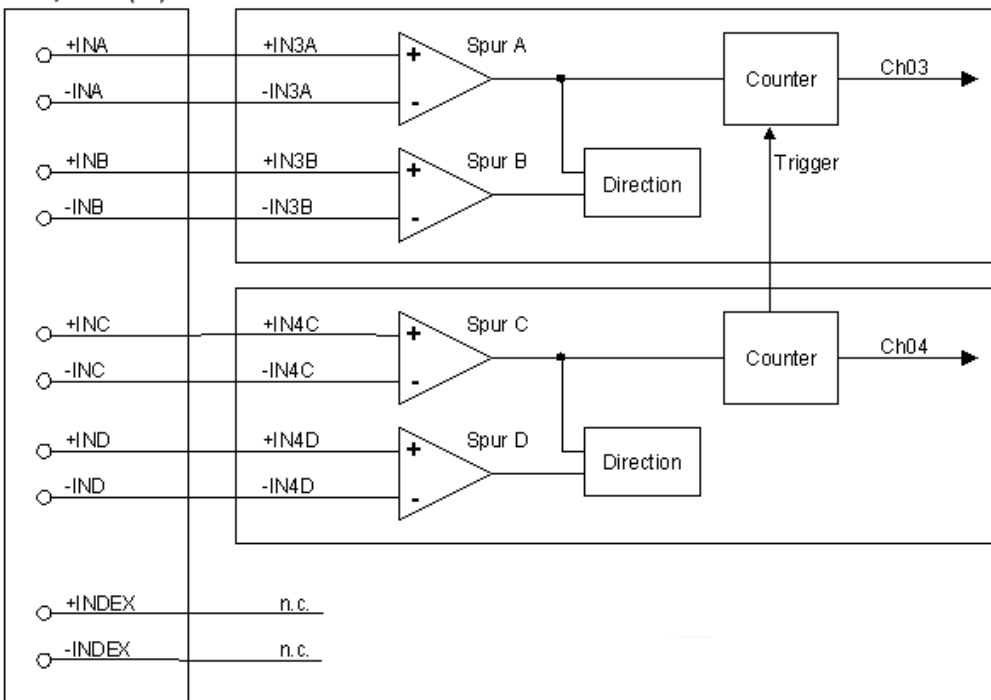 +INA +IN3A Spur A
-INA -IN3A Counter Ch03
+INB +IN3B Spur B Trigger
Direction
-INB -IN3B
+INC +IN4C Spur C
-INC -IN4C Counter Ch04
+IND +IN4D Spur D
Direction
-IND -IN4D
+INDEX n.c.
-INDEX n.c.